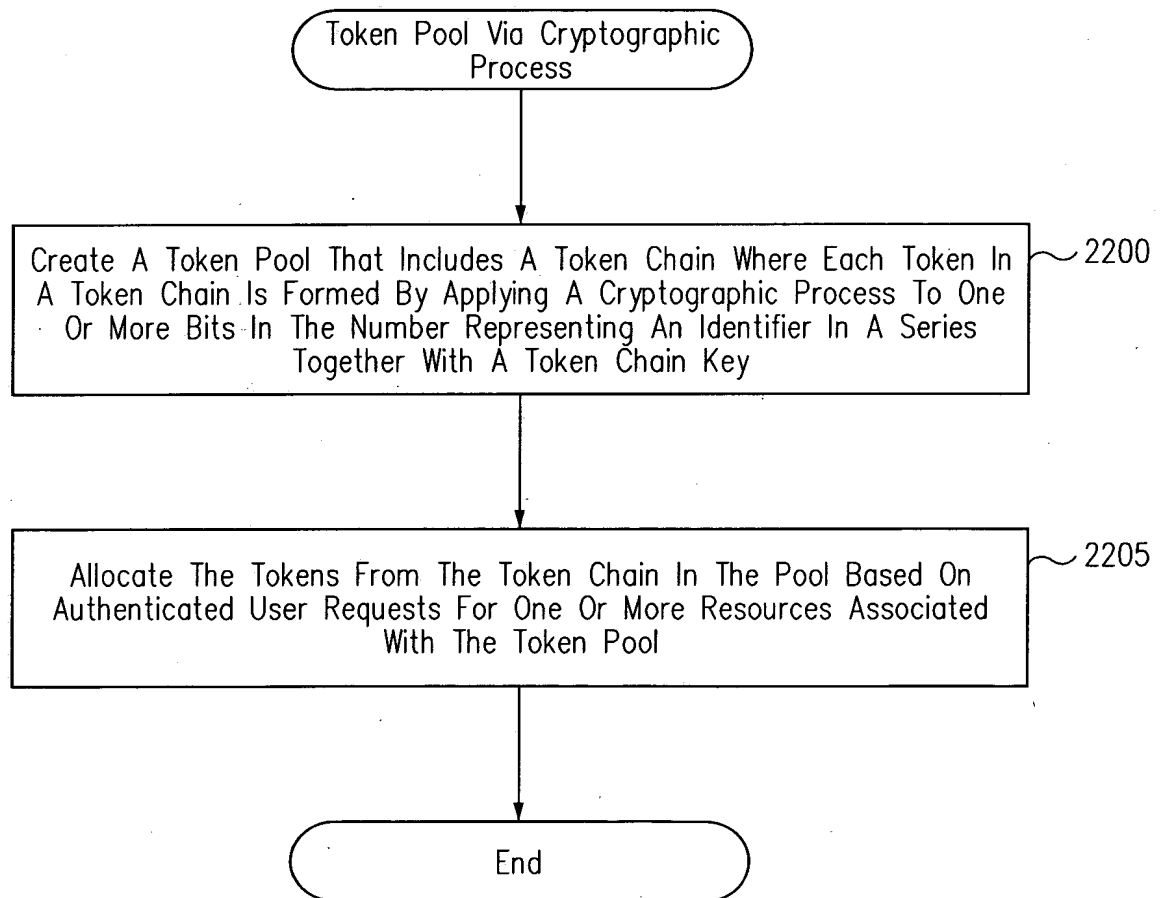 Token Pool Via Cryptographic
Process
Create A Token Pool That Includes A Token Chain Where Each Token In
A Token Chain Is Formed By Applying A Cryptographic Process To One
Or More Bits In The Number Representing An Identifier In A Series
Together With A Token Chain Key
2200
Allocate The Tokens From The Token Chain In The Pool Based On
Authenticated User Requests For One Or More Resources Associated
With The Token Pool
2205
End